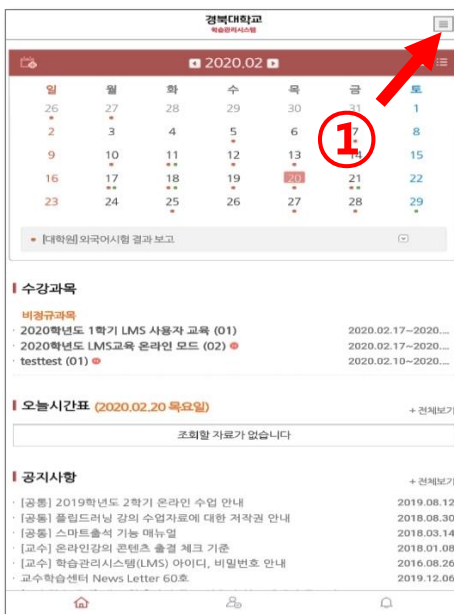 경북대학교
학습관리시스템
2020.02
일 월 화 수 목 금 토
26 27 28 29 30 31 1
2 3 4 5 6 7 8
9 10 11 12 13 14 15
16 17 18 19 20 21 22
23 24 25 26 27 28 29
①
[대학원] 외국어시험 결과 보고
수강과목
비정규과목
2020학년도 1학기 LMS 사용자 교육 (01) 2020.02.17~2020....
2020학년도 LMS교육 온라인 모드 (02) 2020.02.17~2020....
testtest (01) 2020.02.10~2020....
오늘시간표 (2020.02.20 목요일) + 전체보기
조회할 자료가 없습니다
공지사항 + 전체보기
· [공통] 2019학년도 2학기 온라인 수업 안내 2019.08.12
· [공통] 플립드러닝 강의 수업자료에 대한 저작권 안내 2018.08.30
· [공통] 스마트출석 기능 매뉴얼 2018.03.14
· [교수] 온라인강의 콘텐츠 출결 체크 기준 2018.01.08
· [교수] 학습관리시스템(LMS) 아이디, 비밀번호 안내 2016.08.26
· 교수학습센터 News Letter 60호 2019.12.06